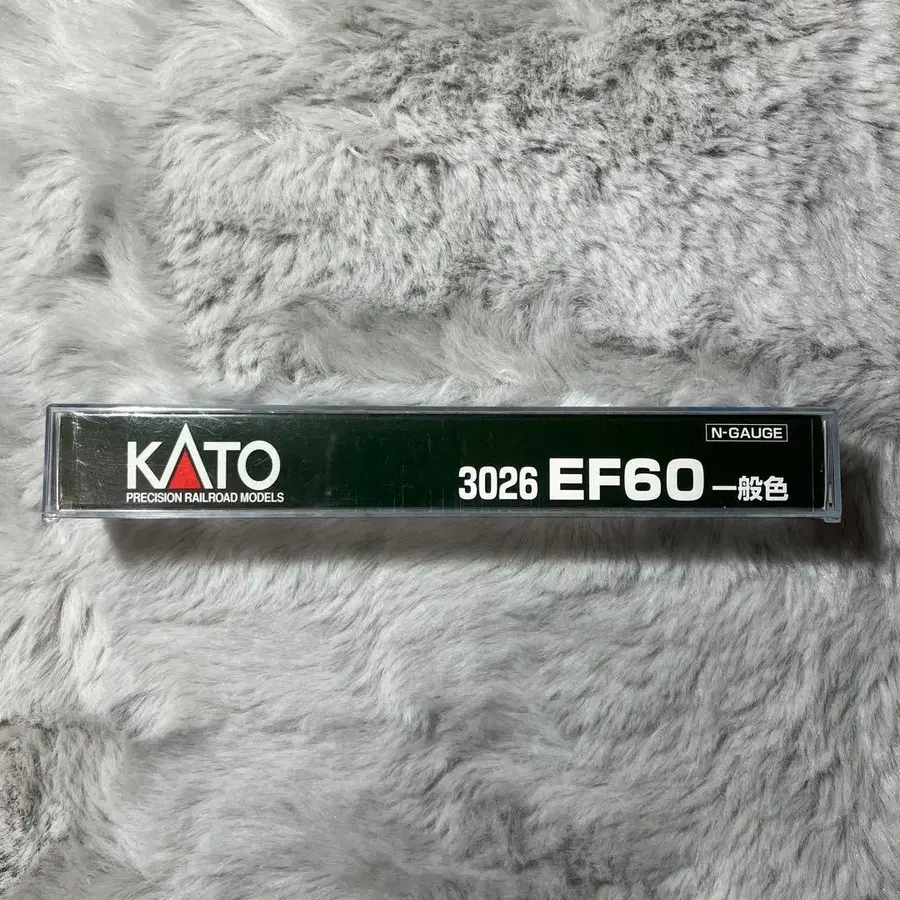 KATO
PRECISION RAILROAD MODELS
N-GAUGE
3026 EF60 一般色